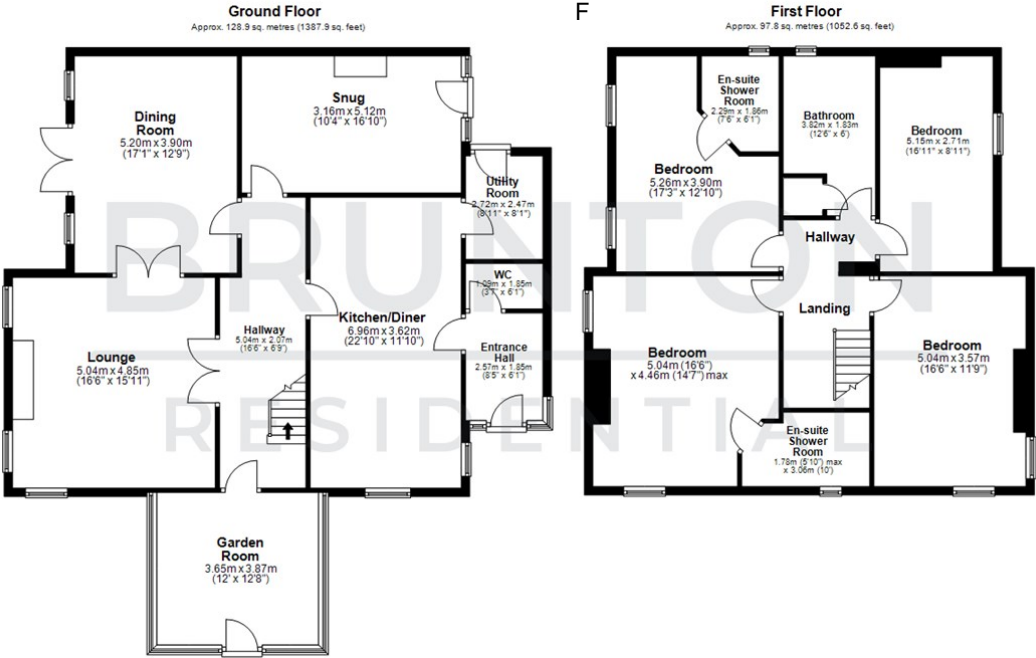 Ground Floor
Approx. 128.9 sq. metres (1387.9 sq. feet)
Dining
Room
5.20m x 3.90m
(17'1" x 12'9")
Snug
3.16m x 5.12m
(10'4" x 16'10")
Utility
Room
2.72m x 2.47m
(8'11" x 8'1")
WC
1.09m x 1.85m
(3'7" x 6'1")
Kitchen/Diner
6.96m x 3.62m
(22'10" x 11'10")
Hallway
5.04m x 2.07m
(16'6" x 6'9")
Lounge
5.04m x 4.85m
(16'6" x 15'11")
Entrance
Hall
2.57m x 1.85m
(8'5" x 6'1")
Garden
Room
3.65m x 3.87m
(12' x 12'8")
F
First Floor
Approx. 97.8 sq. metres (1052.6 sq. feet)
En-suite
Shower
Room
2.29m x 1.86m
(7'6" x 6'1")
Bathroom
3.82m x 1.83m
(12'6" x 6')
Bedroom
5.15m x 2.71m
(16'11" x 8'11")
Bedroom
5.26m x 3.90m
(17'3" x 12'10")
Hallway
Landing
Bedroom
5.04m (16'6")
x 4.46m (14'7") max
Bedroom
5.04m x 3.57m
(16'6" x 11'9")
En-suite
Shower
Room
1.78m (5'10") max
x 3.06m (10')
BRUNTON
RESIDENTIAL